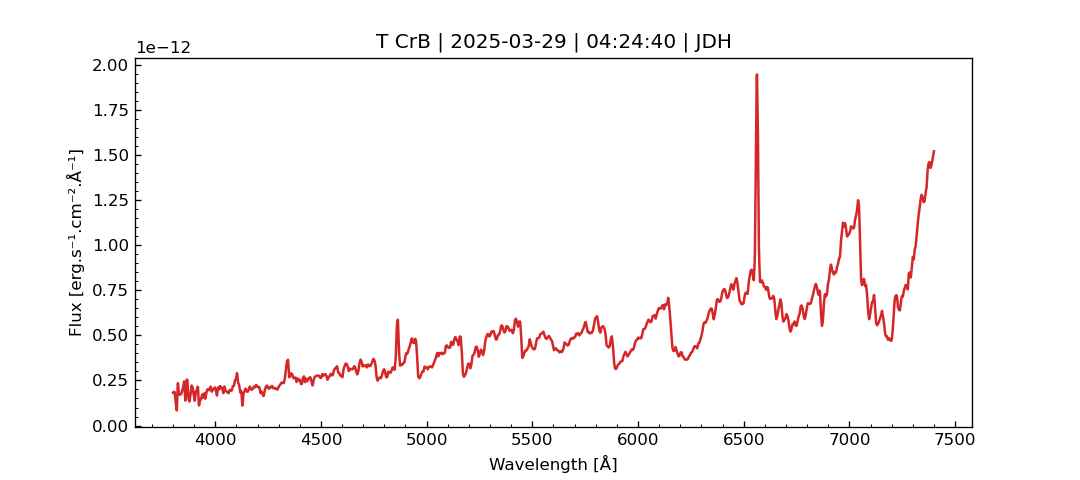 T CrB | 2025-03-29 | 04:24:40 | JDH
1e−12
2.00
1.75
1.50
1.25
1.00
0.75
0.50
0.25
0.00
Flux [erg.s⁻¹.cm⁻².Å⁻¹]
4000 4500 5000 5500 6000 6500 7000 7500
Wavelength [Å]